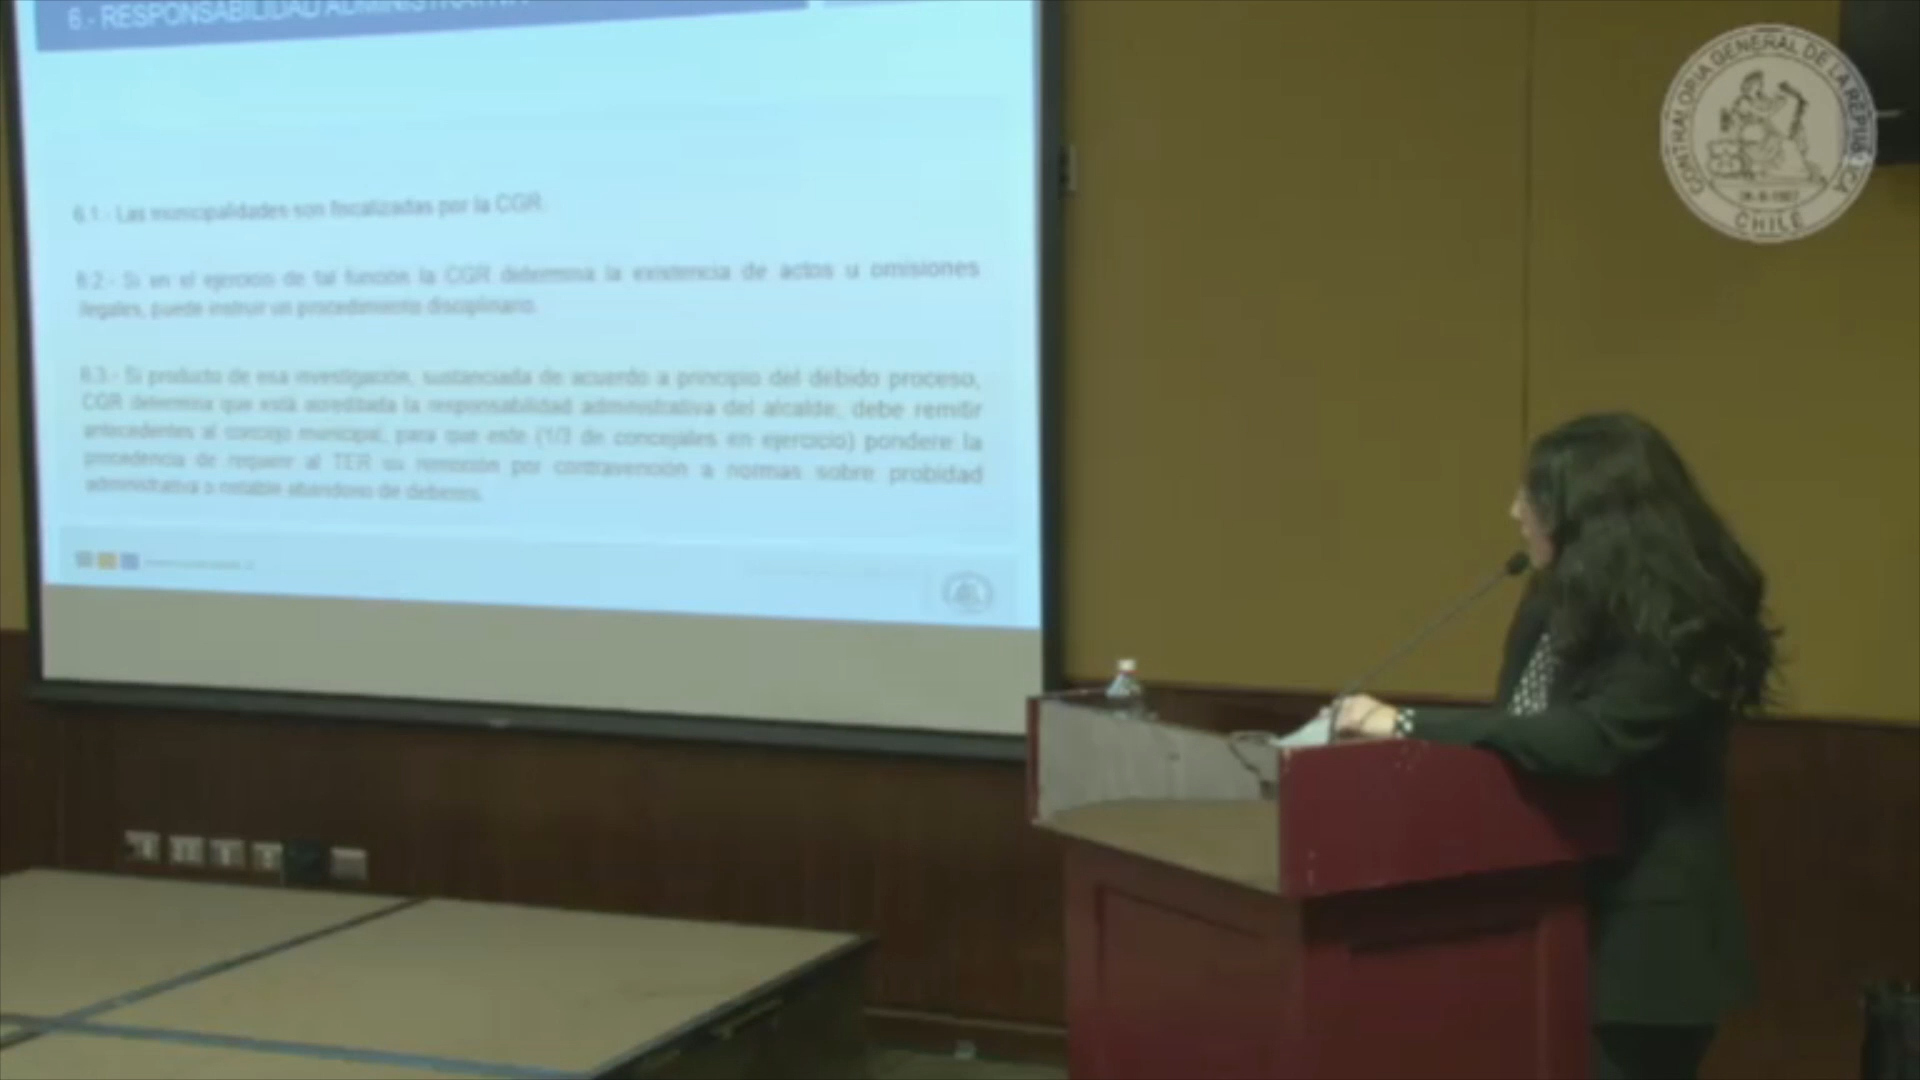 6.- RESPONSABILIDAD ADMINISTRATIVA
6.1.- Las municipalidades son fiscalizadas por la CGR.
6.2.- Si en el ejercicio de tal función la CGR determina la existencia de actos u omisiones
ilegales, puede instruir un procedimiento disciplinario.
6.3.- Si producto de esa investigación, sustanciada de acuerdo a principio del debido proceso,
CGR determina que está acreditada la responsabilidad administrativa del alcalde, debe remitir
antecedentes al concejo municipal, para que este (1/3 de concejales en ejercicio) pondere la
procedencia de requerir al TER su remoción por contravención a normas sobre probidad
administrativa o notable abandono de deberes.
CONTRALORIA GENERAL DE LA REPUBLICA
CHILE